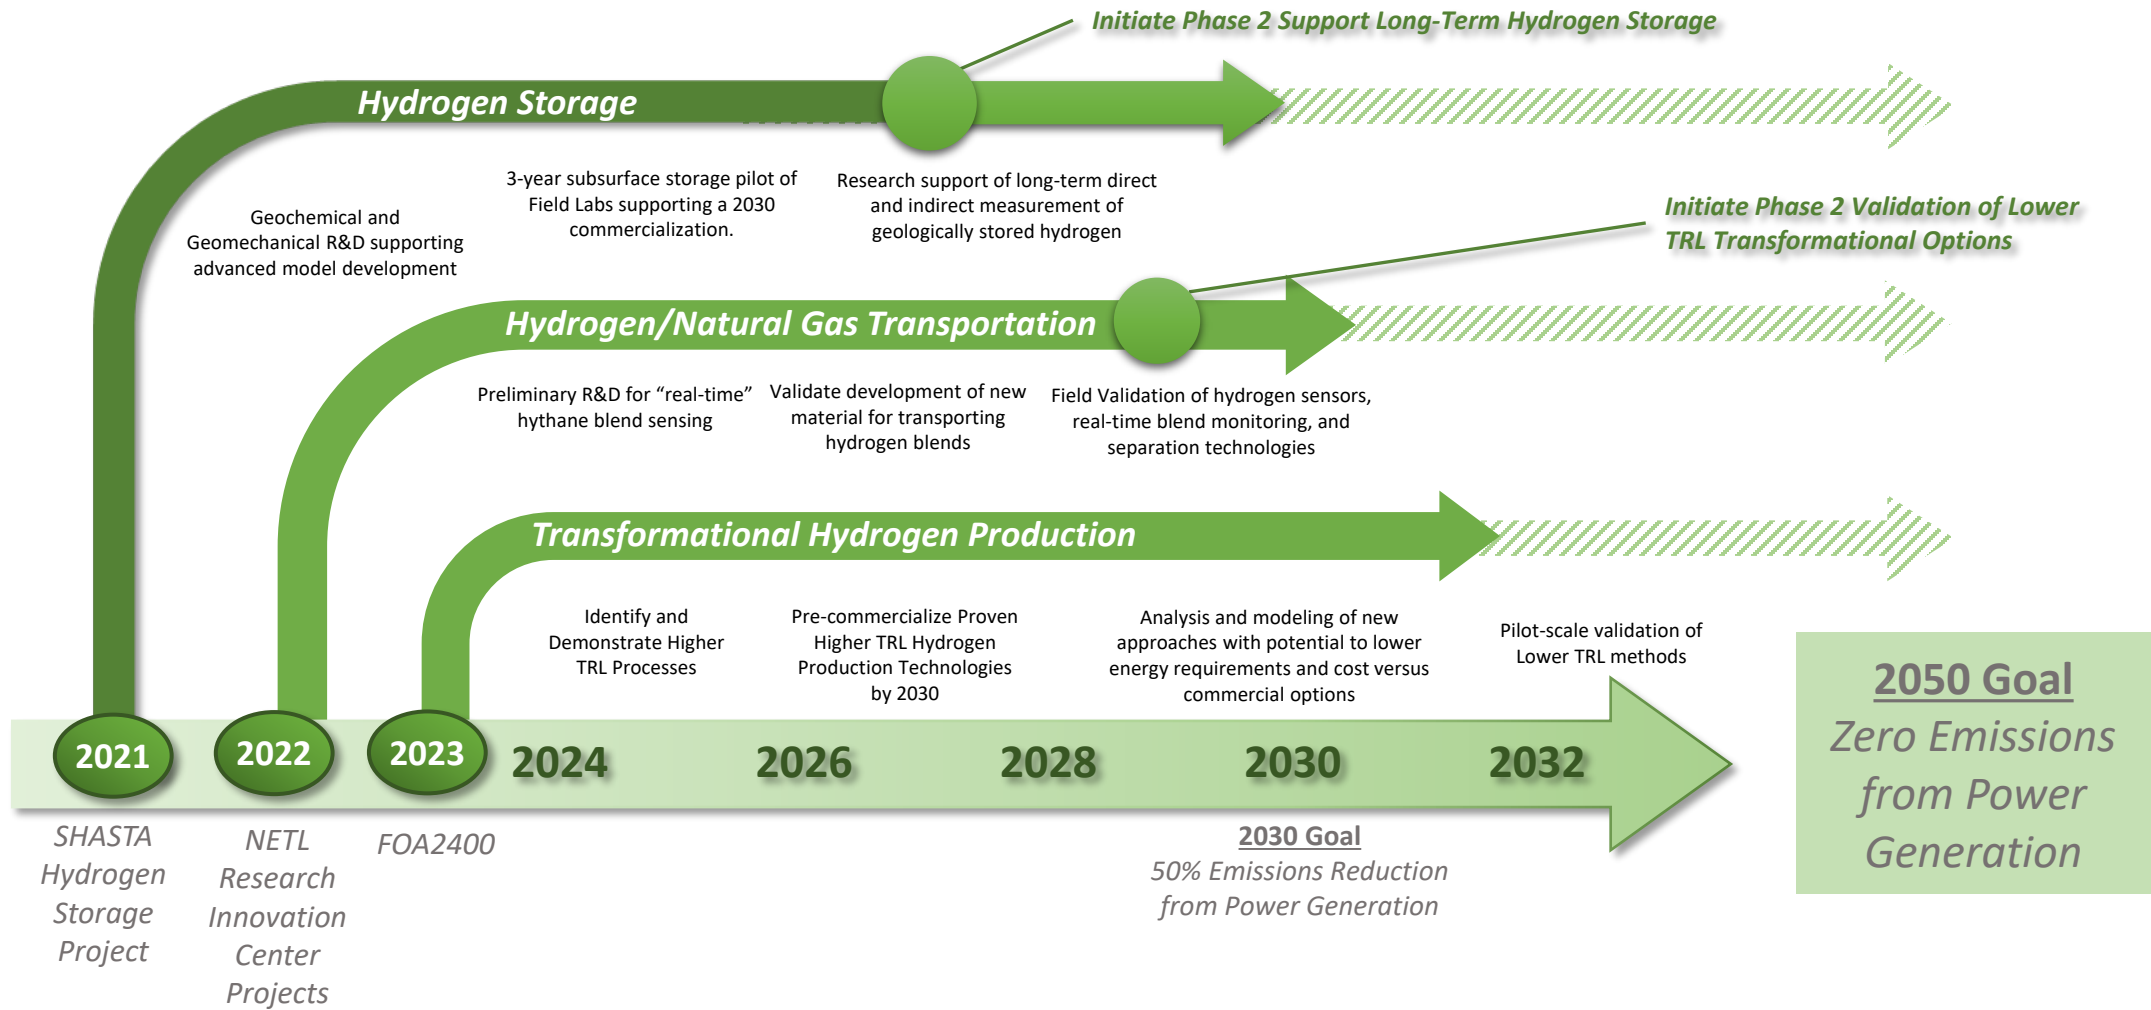 Initiate Phase 2 Support Long-Term Hydrogen Storage
Hydrogen Storage
Geochemical and
Geomechanical R&D supporting
advanced model development
3-year subsurface storage pilot of
Field Labs supporting a 2030
commercialization.
Research support of long-term direct
and indirect measurement of
geologically stored hydrogen
Initiate Phase 2 Validation of Lower
TRL Transformational Options
Hydrogen/Natural Gas Transportation
Preliminary R&D for “real-time”
hythane blend sensing
Validate development of new
material for transporting
hydrogen blends
Field Validation of hydrogen sensors,
real-time blend monitoring, and
separation technologies
Transformational Hydrogen Production
Identify and
Demonstrate Higher
TRL Processes
Pre-commercialize Proven
Higher TRL Hydrogen
Production Technologies
by 2030
Analysis and modeling of new
approaches with potential to lower
energy requirements and cost versus
commercial options
Pilot-scale validation of
Lower TRL methods
2021
2022
2023
2024
2026
2028
2030
2032
SHASTA
Hydrogen
Storage
Project
NETL
Research
Innovation
Center
Projects
FOA2400
2030 Goal
50% Emissions Reduction
from Power Generation
2050 Goal
Zero Emissions
from Power
Generation